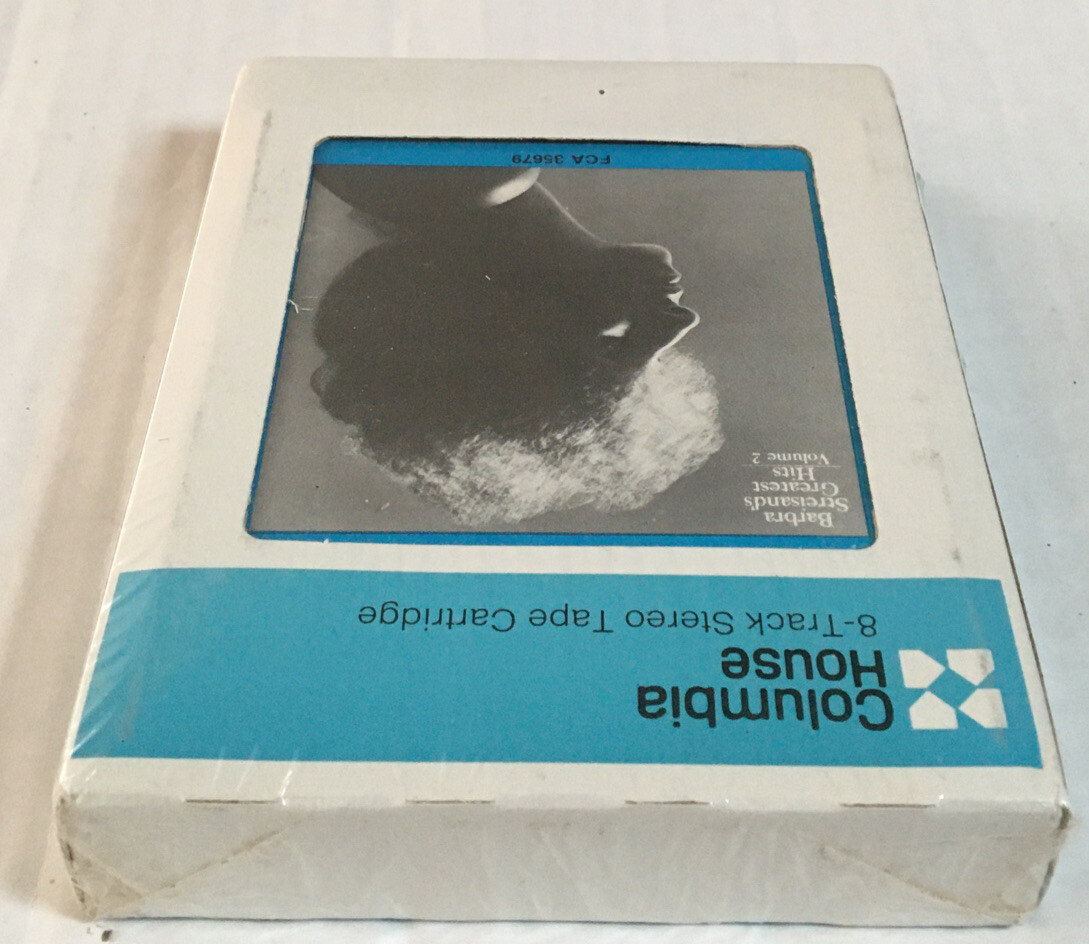 Columbia
House
8-Track Stereo Tape Cartridge
Barbra
Streisand's
Greatest
Hits
Volume 2
FCA 35679